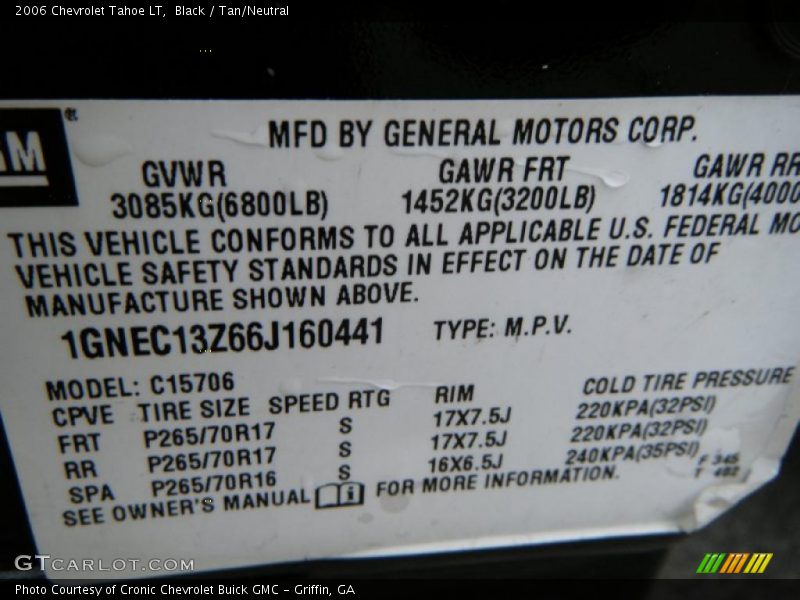 2006 Chevrolet Tahoe LT, Black / Tan/Neutral
...
GM ®
MFD BY GENERAL MOTORS CORP.
GVWR GAWR FRT GAWR RR
3085KG(6800LB) 1452KG(3200LB) 1814KG(4000
THIS VEHICLE CONFORMS TO ALL APPLICABLE U.S. FEDERAL MO
VEHICLE SAFETY STANDARDS IN EFFECT ON THE DATE OF
MANUFACTURE SHOWN ABOVE.
1GNEC13Z66J160441 TYPE: M.P.V.
MODEL: C15706
CPVE TIRE SIZE SPEED RTG RIM COLD TIRE PRESSURE
FRT P265/70R17 S 17X7.5J 220KPA(32PSI)
RR P265/70R17 S 17X7.5J 220KPA(32PSI)
SPA P265/70R16 S 16X6.5J 240KPA(35PSI)
SEE OWNER'S MANUAL FOR MORE INFORMATION.
F 345
T 482
GTCARLOT.COM
Photo Courtesy of Cronic Chevrolet Buick GMC – Griffin, GA